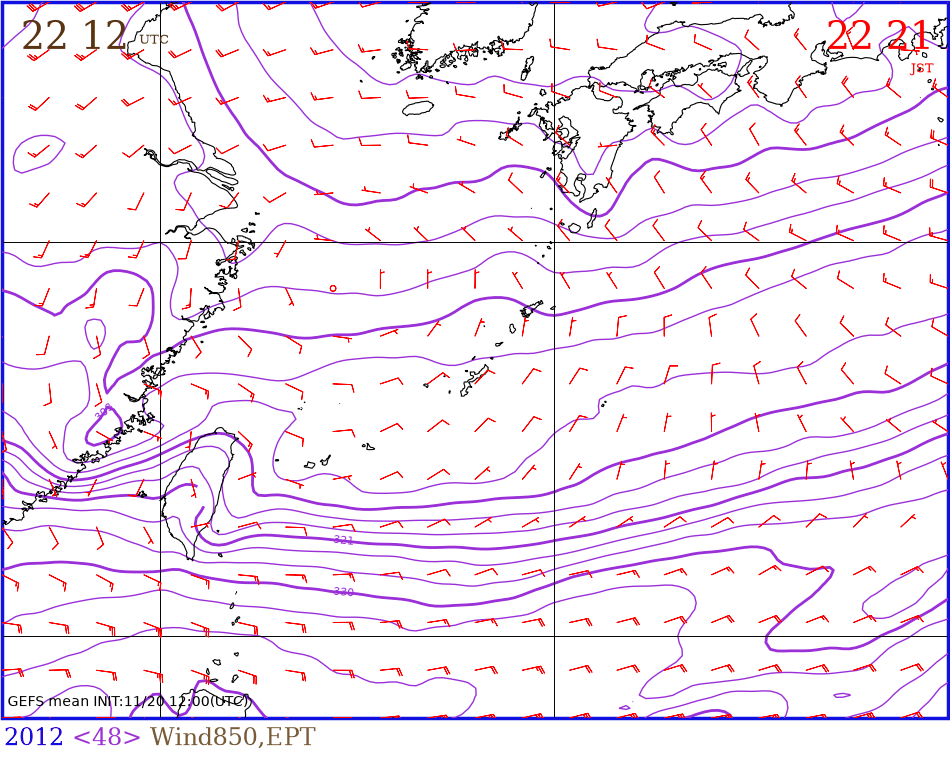 22 12 UTC
22 21
JST
300
321
330
GEFS mean INIT:11/20 12:00(UTC)
2012 <48> Wind850,EPT